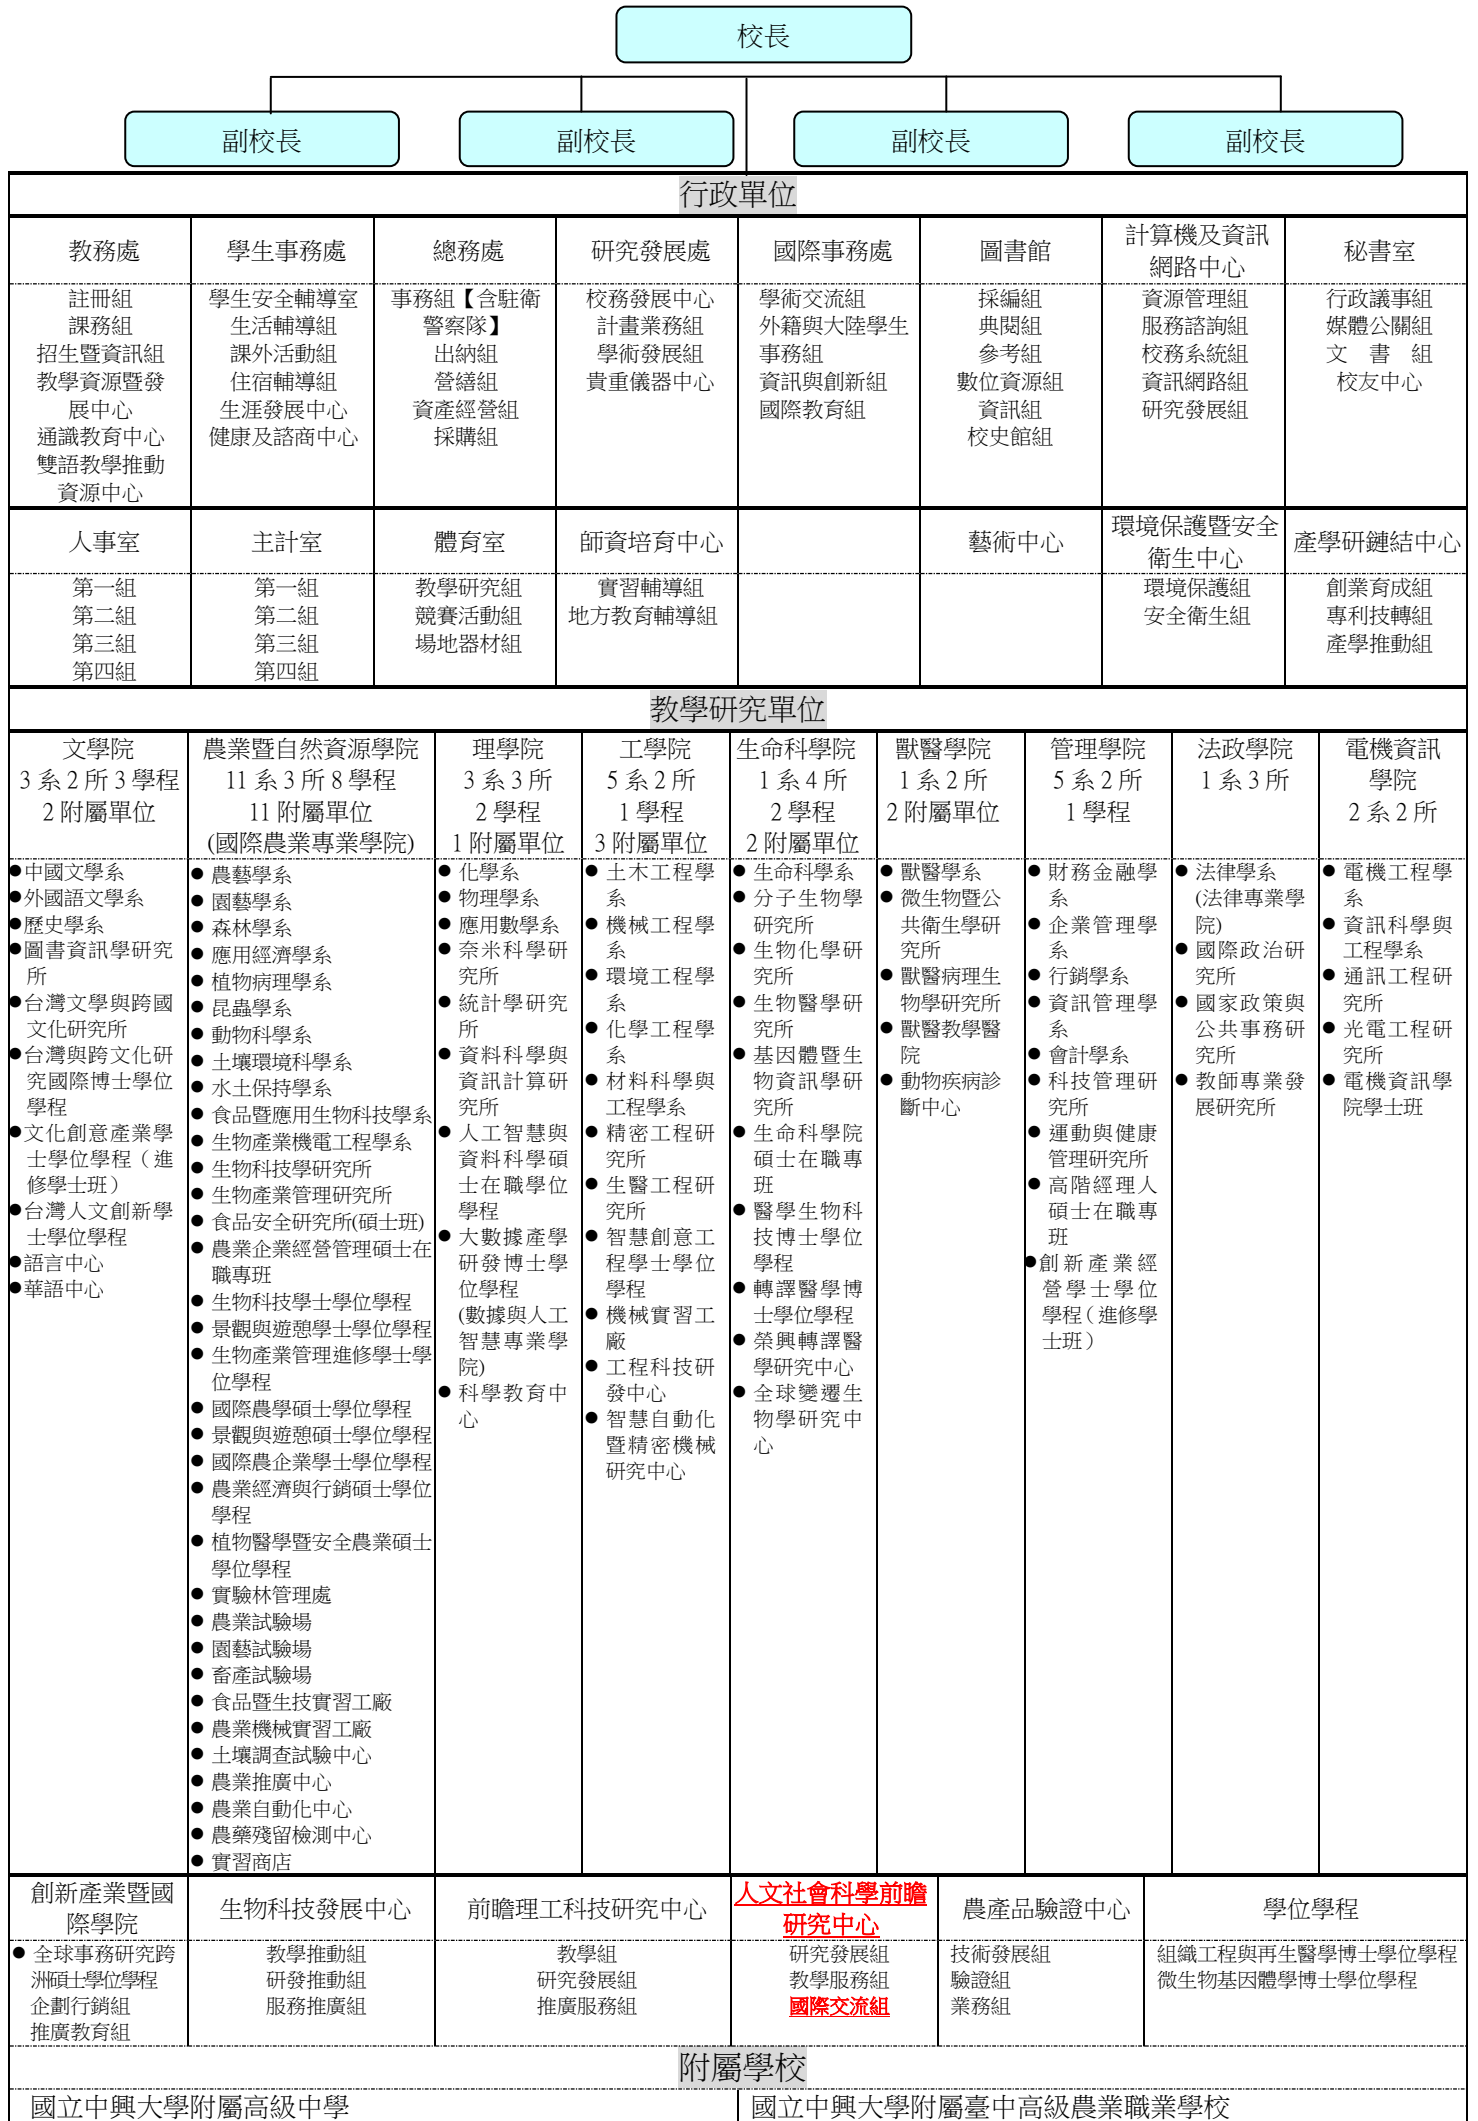 校長
副校長
副校長
副校長
副校長
行政單位
教務處
註冊組
課務組
招生暨資訊組
教學資源暨發
展中心
通識教育中心
雙語教學推動
資源中心
學生事務處
學生安全輔導室
生活輔導組
課外活動組
住宿輔導組
生涯發展中心
健康及諮商中心
總務處
事務組【含駐衛
警察隊】
出納組
營繕組
資產經營組
採購組
研究發展處
校務發展中心
計畫業務組
學術發展組
貴重儀器中心
國際事務處
學術交流組
外籍與大陸學生
事務組
資訊與創新組
國際教育組
圖書館
採編組
典閱組
參考組
數位資源組
資訊組
校史館組
計算機及資訊
網路中心
資源管理組
服務諮詢組
校務系統組
資訊網路組
研究發展組
秘書室
行政議事組
媒體公關組
文 書 組
校友中心
人事室
第一組
第二組
第三組
第四組
主計室
第一組
第二組
第三組
第四組
體育室
教學研究組
競賽活動組
場地器材組
師資培育中心
實習輔導組
地方教育輔導組
藝術中心
環境保護暨安全
衛生中心
環境保護組
安全衛生組
產學研鏈結中心
創業育成組
專利技轉組
產學推動組
教學研究單位
文學院
3 系 2 所 3 學程
2 附屬單位
●中國文學系
●外國語文學系
●歷史學系
●圖書資訊學研究
所
●台灣文學與跨國
文化研究所
●台灣與跨文化研
究國際博士學位
學程
●文化創意產業學
士學位學程（進
修學士班）
●台灣人文創新學
士學位學程
●語言中心
●華語中心
農業暨自然資源學院
11 系 3 所 8 學程
11 附屬單位
(國際農業專業學院)
● 農藝學系
● 園藝學系
● 森林學系
● 應用經濟學系
● 植物病理學系
● 昆蟲學系
● 動物科學系
● 土壤環境科學系
● 水土保持學系
● 食品暨應用生物科技學系
● 生物產業機電工程學系
● 生物科技學研究所
● 生物產業管理研究所
● 食品安全研究所(碩士班)
● 農業企業經營管理碩士在
職專班
● 生物科技學士學位學程
● 景觀與遊憩學士學位學程
● 生物產業管理進修學士學
位學程
● 國際農學碩士學位學程
● 景觀與遊憩碩士學位學程
● 國際農企業學士學位學程
● 農業經濟與行銷碩士學位
學程
● 植物醫學暨安全農業碩士
學位學程
● 實驗林管理處
● 農業試驗場
● 園藝試驗場
● 畜產試驗場
● 食品暨生技實習工廠
● 農業機械實習工廠
● 土壤調查試驗中心
● 農業推廣中心
● 農業自動化中心
● 農藥殘留檢測中心
● 實習商店
理學院
3 系 3 所
2 學程
1 附屬單位
● 化學系
● 物理學系
● 應用數學系
● 奈米科學研
究所
● 統計學研究
所
● 資料科學與
資訊計算研
究所
● 人工智慧與
資料科學碩
士在職學位
學程
● 大數據產學
研發博士學
位學程
(數據與人工
智慧專業學
院)
● 科學教育中
心
工學院
5 系 2 所
1 學程
3 附屬單位
● 土木工程學
系
● 機械工程學
系
● 環境工程學
系
● 化學工程學
系
● 材料科學與
工程學系
● 精密工程研
究所
● 生醫工程研
究所
● 智慧創意工
程學士學位
學程
● 機械實習工
廠
● 工程科技研
發中心
● 智慧自動化
暨精密機械
研究中心
生命科學院
1 系 4 所
2 學程
2 附屬單位
● 生命科學系
● 分子生物學
研究所
● 生物化學研
究所
● 生物醫學研
究所
● 基因體暨生
物資訊學研
究所
● 生命科學院
碩士在職專
班
● 醫學生物科
技博士學位
學程
● 轉譯醫學博
士學位學程
● 榮興轉譯醫
學研究中心
● 全球變遷生
物學研究中
心
獸醫學院
1 系 2 所
2 附屬單位
● 獸醫學系
● 微生物暨公
共衛生學研
究所
● 獸醫病理生
物學研究所
● 獸醫教學醫
院
● 動物疾病診
斷中心
管理學院
5 系 2 所
1 學程
● 財務金融學
系
● 企業管理學
系
● 行銷學系
● 資訊管理學
系
● 會計學系
● 科技管理研
究所
● 運動與健康
管理研究所
● 高階經理人
碩士在職專
班
●創新產業經
營學士學位
學程（進修學
士班）
法政學院
1 系 3 所
● 法律學系
(法律專業學
院)
● 國際政治研
究所
● 國家政策與
公共事務研
究所
● 教師專業發
展研究所
電機資訊
學院
2 系 2 所
● 電機工程學
系
● 資訊科學與
工程學系
● 通訊工程研
究所
● 光電工程研
究所
● 電機資訊學
院學士班
創新產業暨國
際學院
● 全球事務研究跨
洲碩士學位學程
企劃行銷組
推廣教育組
生物科技發展中心
教學推動組
研發推動組
服務推廣組
前瞻理工科技研究中心
教學組
研究發展組
推廣服務組
人文社會科學前瞻
研究中心
研究發展組
教學服務組
國際交流組
農產品驗證中心
技術發展組
驗證組
業務組
學位學程
組織工程與再生醫學博士學位學程
微生物基因體學博士學位學程
附屬學校
國立中興大學附屬高級中學
國立中興大學附屬臺中高級農業職業學校